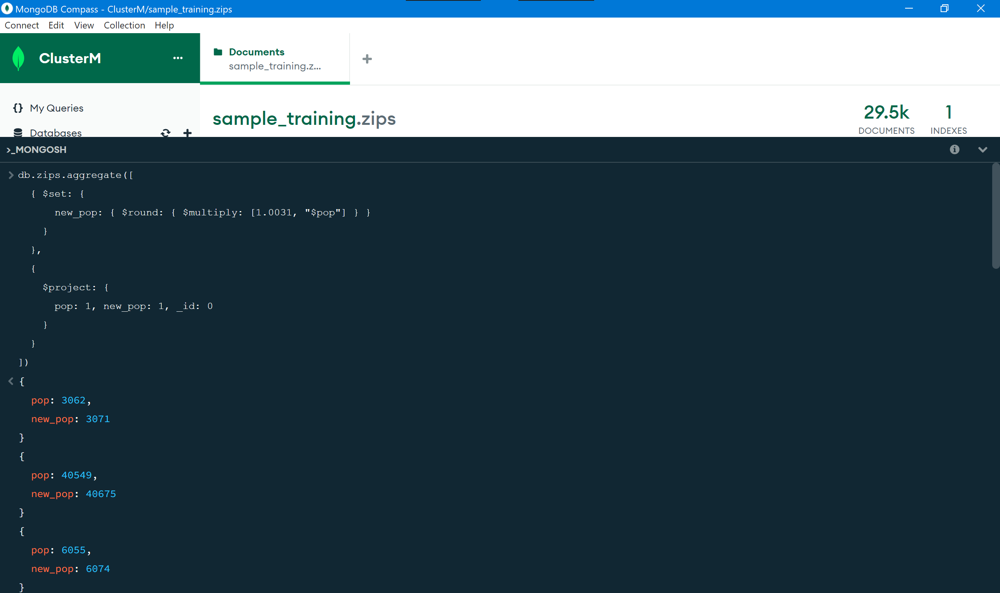 MongoDB Compass - ClusterM/sample_training.zips
Connect Edit View Collection Help
ClusterM
Documents
sample_training.z...
My Queries
Databases
sample_training.zips
29.5k
DOCUMENTS
1
INDEXES
>_MONGOSH
db.zips.aggregate([
{ $set: {
new_pop: { $round: { $multiply: [1.0031, "$pop"] } }
}
},
{
$project: {
pop: 1, new_pop: 1, _id: 0
}
}
])
{
pop: 3062,
new_pop: 3071
}
{
pop: 40549,
new_pop: 40675
}
{
pop: 6055,
new_pop: 6074
}